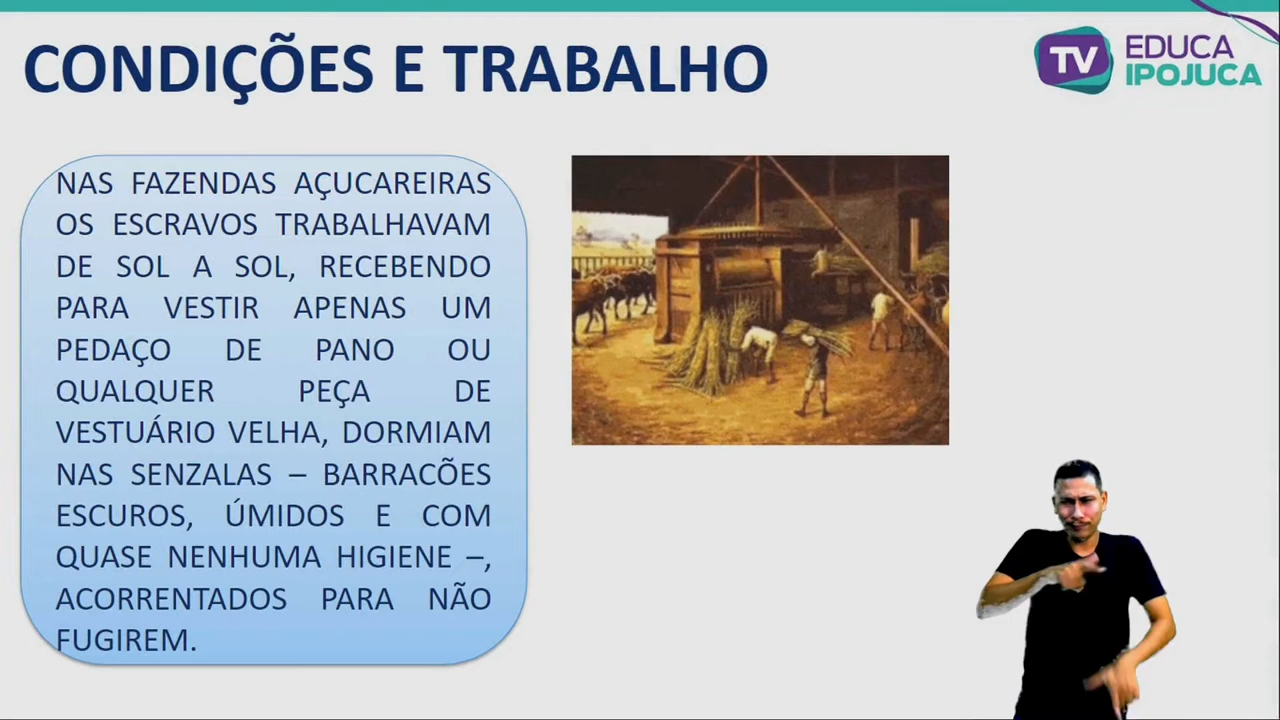 CONDIÇÕES E TRABALHO
TV EDUCA
IPOJUCA
NAS FAZENDAS AÇUCAREIRAS
OS ESCRAVOS TRABALHAVAM
DE SOL A SOL, RECEBENDO
PARA VESTIR APENAS UM
PEDAÇO DE PANO OU
QUALQUER PEÇA DE
VESTUÁRIO VELHA, DORMIAM
NAS SENZALAS – BARRACÕES
ESCUROS, ÚMIDOS E COM
QUASE NENHUMA HIGIENE –,
ACORRENTADOS PARA NÃO
FUGIREM.